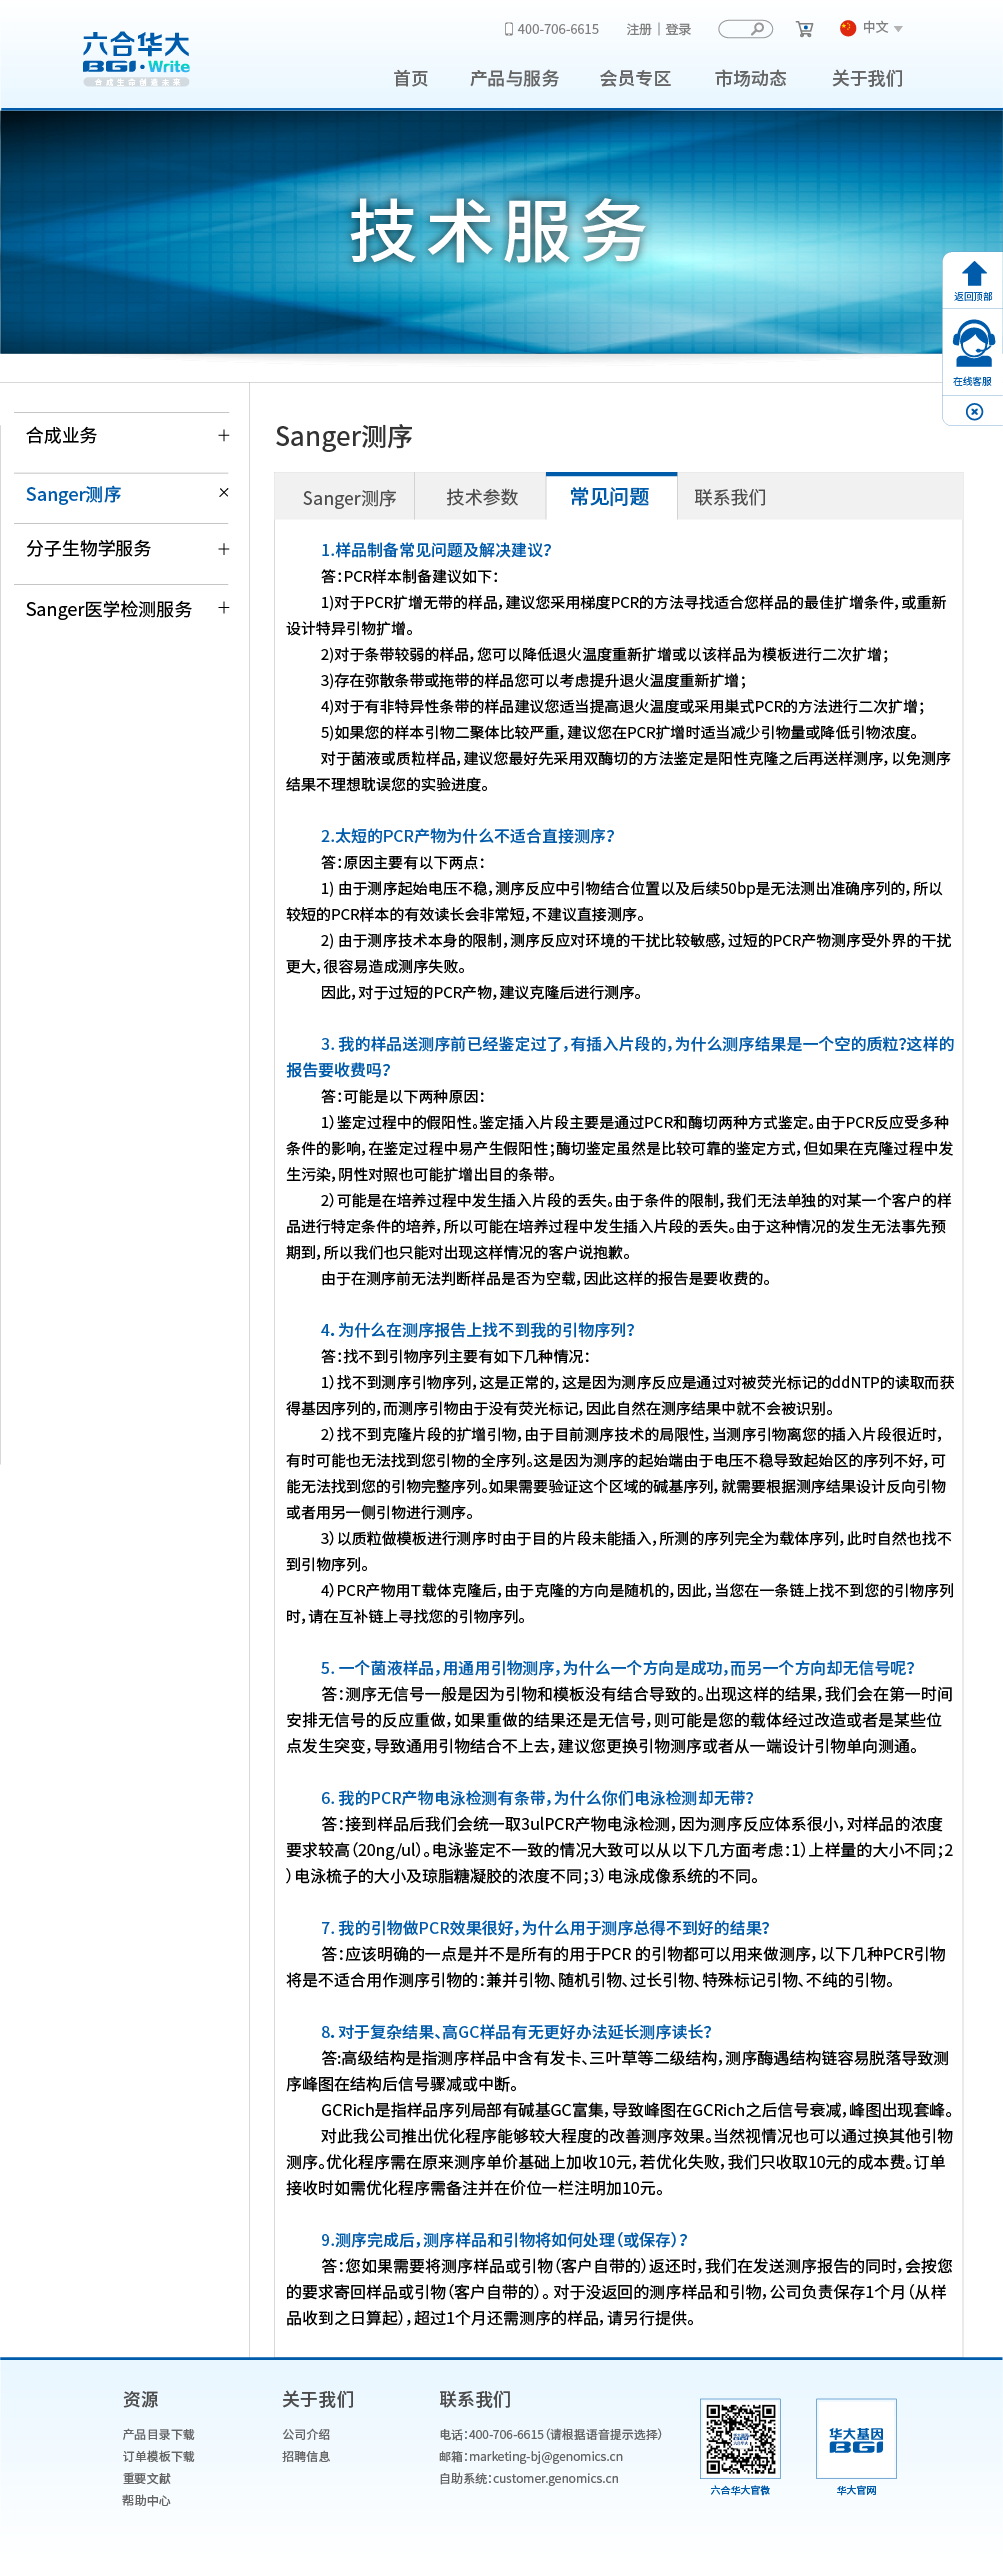 六合华大
BGI·Write
合成生命创造未来
400-706-6615 注册 | 登录 中文
首页 产品与服务 会员专区 市场动态 关于我们
技术服务
返回顶部
在线客服
合成业务
Sanger测序
分子生物学服务
Sanger医学检测服务
Sanger测序
Sanger测序 技术参数 常见问题 联系我们
1.样品制备常见问题及解决建议?
答:PCR样本制备建议如下:
1)对于PCR扩增无带的样品,建议您采用梯度PCR的方法寻找适合您样品的最佳扩增条件,或重新
设计特异引物扩增。
2)对于条带较弱的样品,您可以降低退火温度重新扩增或以该样品为模板进行二次扩增;
3)存在弥散条带或拖带的样品您可以考虑提升退火温度重新扩增;
4)对于有非特异性条带的样品建议您适当提高退火温度或采用巢式PCR的方法进行二次扩增;
5)如果您的样本引物二聚体比较严重,建议您在PCR扩增时适当减少引物量或降低引物浓度。
对于菌液或质粒样品,建议您最好先采用双酶切的方法鉴定是阳性克隆之后再送样测序,以免测序
结果不理想耽误您的实验进度。
2.太短的PCR产物为什么不适合直接测序?
答:原因主要有以下两点:
1) 由于测序起始电压不稳,测序反应中引物结合位置以及后续50bp是无法测出准确序列的,所以
较短的PCR样本的有效读长会非常短,不建议直接测序。
2) 由于测序技术本身的限制,测序反应对环境的干扰比较敏感,过短的PCR产物测序受外界的干扰
更大,很容易造成测序失败。
因此,对于过短的PCR产物,建议克隆后进行测序。
3. 我的样品送测序前已经鉴定过了,有插入片段的,为什么测序结果是一个空的质粒?这样的
报告要收费吗?
答:可能是以下两种原因:
1)鉴定过程中的假阳性。鉴定插入片段主要是通过PCR和酶切两种方式鉴定。由于PCR反应受多种
条件的影响,在鉴定过程中易产生假阳性;酶切鉴定虽然是比较可靠的鉴定方式,但如果在克隆过程中发
生污染,阴性对照也可能扩增出目的条带。
2)可能是在培养过程中发生插入片段的丢失。由于条件的限制,我们无法单独的对某一个客户的样
品进行特定条件的培养,所以可能在培养过程中发生插入片段的丢失。由于这种情况的发生无法事先预
期到,所以我们也只能对出现这样情况的客户说抱歉。
由于在测序前无法判断样品是否为空载,因此这样的报告是要收费的。
4. 为什么在测序报告上找不到我的引物序列?
答:找不到引物序列主要有如下几种情况:
1)找不到测序引物序列,这是正常的,这是因为测序反应是通过对被荧光标记的ddNTP的读取而获
得基因序列的,而测序引物由于没有荧光标记,因此自然在测序结果中就不会被识别。
2)找不到克隆片段的扩增引物,由于目前测序技术的局限性,当测序引物离您的插入片段很近时,
有时可能也无法找到您引物的全序列。这是因为测序的起始端由于电压不稳导致起始区的序列不好,可
能无法找到您的引物完整序列。如果需要验证这个区域的碱基序列,就需要根据测序结果设计反向引物
或者用另一侧引物进行测序。
3)以质粒做模板进行测序时由于目的片段未能插入,所测的序列完全为载体序列,此时自然也找不
到引物序列。
4)PCR产物用T载体克隆后,由于克隆的方向是随机的,因此,当您在一条链上找不到您的引物序列
时,请在互补链上寻找您的引物序列。
5. 一个菌液样品,用通用引物测序,为什么一个方向是成功,而另一个方向却无信号呢?
答:测序无信号一般是因为引物和模板没有结合导致的。出现这样的结果,我们会在第一时间
安排无信号的反应重做,如果重做的结果还是无信号,则可能是您的载体经过改造或者是某些位
点发生突变,导致通用引物结合不上去,建议您更换引物测序或者从一端设计引物单向测通。
6. 我的PCR产物电泳检测有条带,为什么你们电泳检测却无带?
答:接到样品后我们会统一取3ulPCR产物电泳检测,因为测序反应体系很小,对样品的浓度
要求较高(20ng/ul)。电泳鉴定不一致的情况大致可以从以下几方面考虑:1)上样量的大小不同;2
)电泳梳子的大小及琼脂糖凝胶的浓度不同;3)电泳成像系统的不同。
7. 我的引物做PCR效果很好,为什么用于测序总得不到好的结果?
答:应该明确的一点是并不是所有的用于PCR 的引物都可以用来做测序,以下几种PCR引物
将是不适合用作测序引物的:兼并引物、随机引物、过长引物、特殊标记引物、不纯的引物。
8. 对于复杂结果、高GC样品有无更好办法延长测序读长?
答:高级结构是指测序样品中含有发卡、三叶草等二级结构,测序酶遇结构链容易脱落导致测
序峰图在结构后信号骤减或中断。
GCRich是指样品序列局部有碱基GC富集,导致峰图在GCRich之后信号衰减,峰图出现套峰。
对此我公司推出优化程序能够较大程度的改善测序效果。当然视情况也可以通过换其他引物
测序。优化程序需在原来测序单价基础上加收10元,若优化失败,我们只收取10元的成本费。订单
接收时如需优化程序需备注并在价位一栏注明加10元。
9.测序完成后,测序样品和引物将如何处理(或保存)?
答:您如果需要将测序样品或引物(客户自带的)返还时,我们在发送测序报告的同时,会按您
的要求寄回样品或引物(客户自带的)。对于没返回的测序样品和引物,公司负责保存1个月(从样
品收到之日算起),超过1个月还需测序的样品,请另行提供。
资源 关于我们 联系我们
产品目录下载 公司介绍 电话:400-706-6615(请根据语音提示选择)
订单模板下载 招聘信息 邮箱:marketing-bj@genomics.cn
重要文献 自助系统:customer.genomics.cn
帮助中心
华大基因
BGI
六合华大官微 华大官网